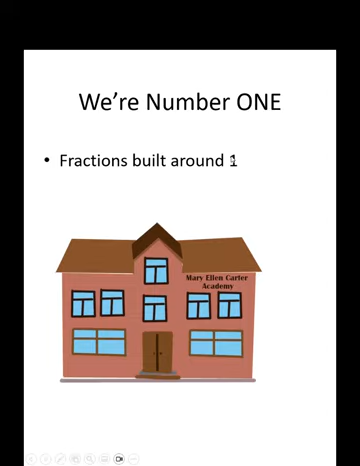 We’re Number ONE
• Fractions built around 1
Mary Ellen Carter
Academy